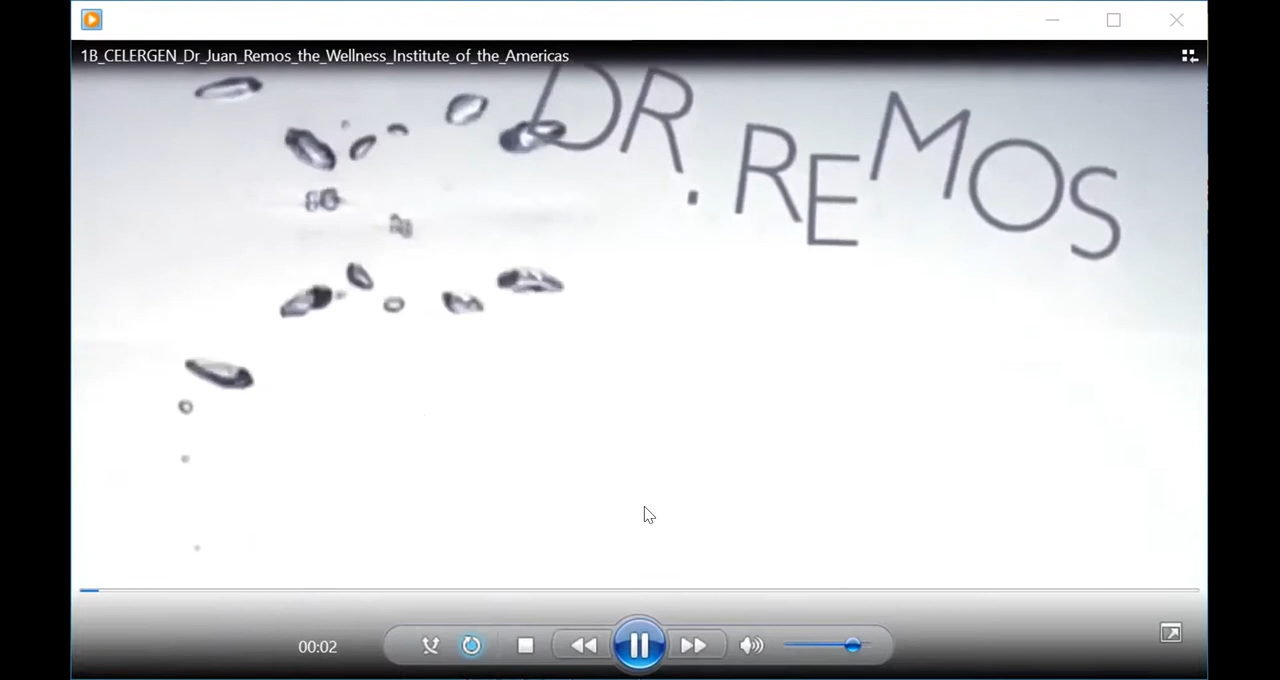 1B_CELERGEN_Dr_Juan_Remos_the_Wellness_Institute_of_the_Americas
DR. REMOS
00:02